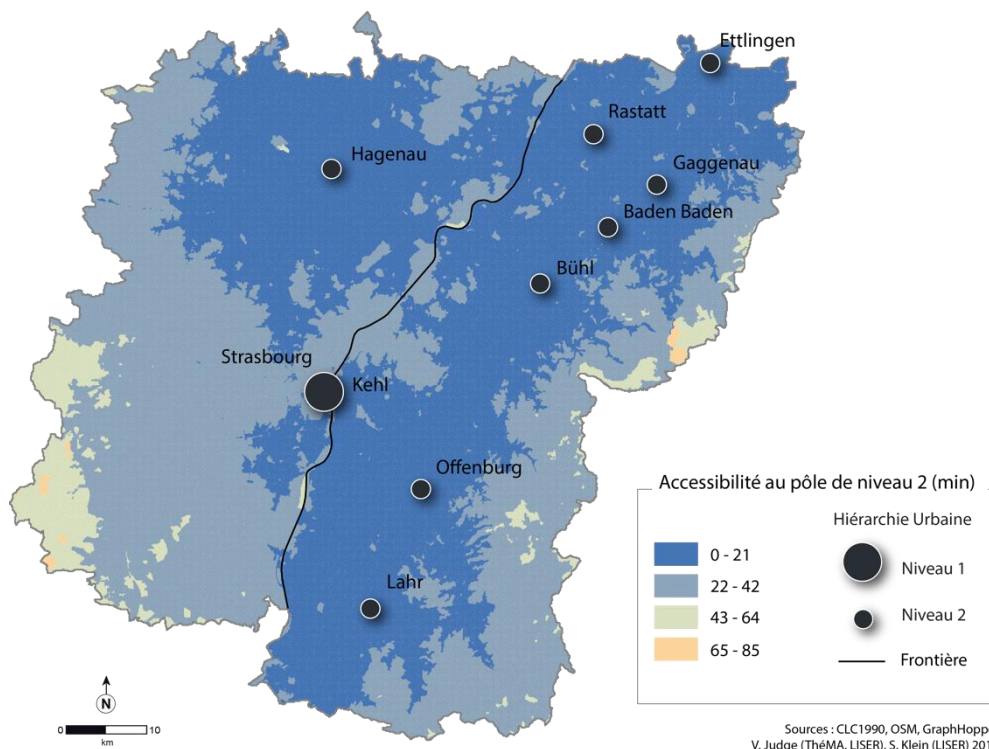 Ettlingen
Rastatt
Hagenau
Gaggenau
Baden Baden
Bühl
Strasbourg
Kehl
Offenburg
Lahr
Accessibilité au pôle de niveau 2 (min)
Hiérarchie Urbaine
0 - 21
22 - 42
43 - 64
65 - 85
Niveau 1
Niveau 2
Frontière
N
0 10
km
Sources : CLC1990, OSM, GraphHopp
V. Judge (ThéMA, LISER), S. Klein (LISER) 201